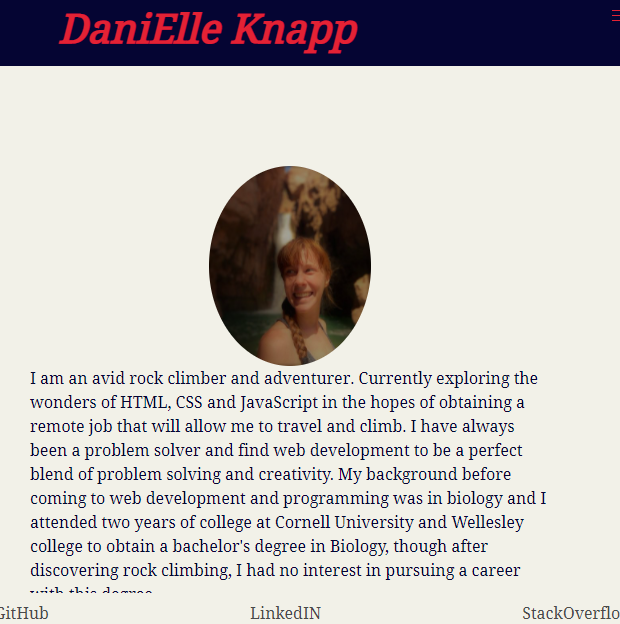 DaniElle Knapp
I am an avid rock climber and adventurer. Currently exploring the
wonders of HTML, CSS and JavaScript in the hopes of obtaining a
remote job that will allow me to travel and climb. I have always
been a problem solver and find web development to be a perfect
blend of problem solving and creativity. My background before
coming to web development and programming was in biology and I
attended two years of college at Cornell University and Wellesley
college to obtain a bachelor's degree in Biology, though after
discovering rock climbing, I had no interest in pursuing a career
with this degree
GitHub LinkedIN StackOverflo